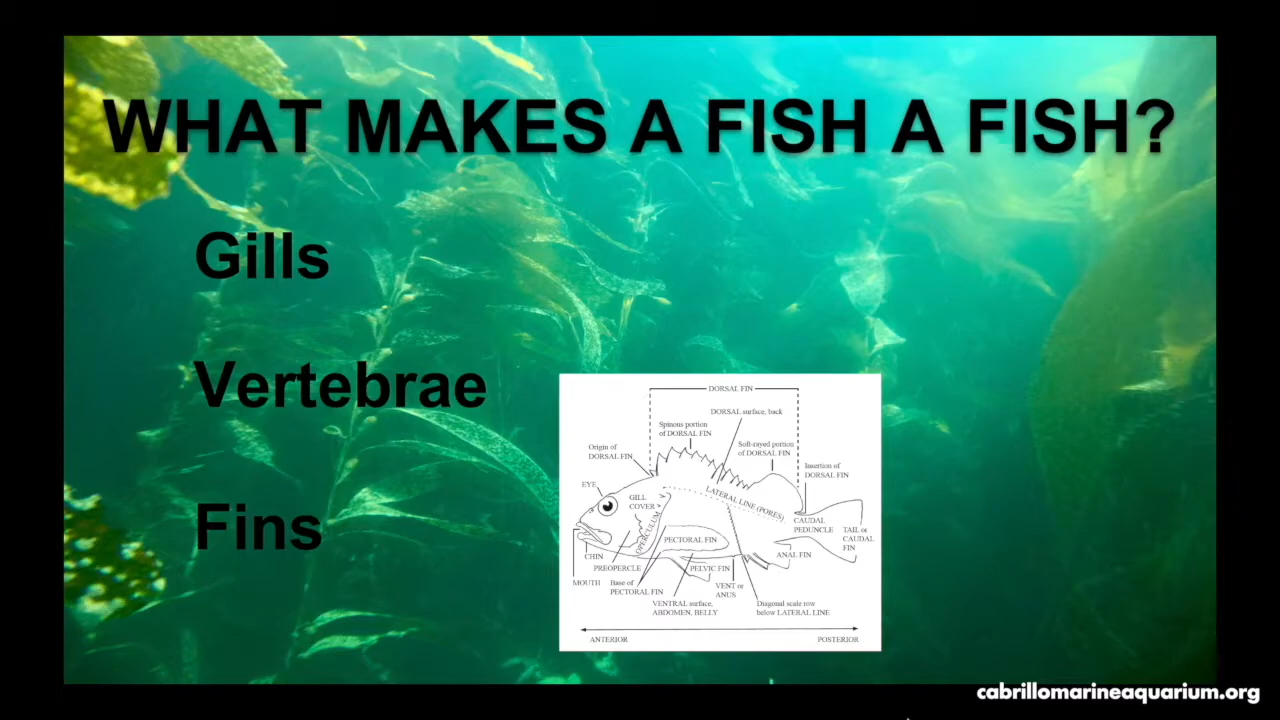 WHAT MAKES A FISH A FISH?
Gills
Vertebrae
Fins
DORSAL FIN
DORSAL surface, back
Spinous portion
of DORSAL FIN
Soft-rayed portion
of DORSAL FIN
Origin of
DORSAL FIN
Insertion of
DORSAL FIN
EYE
GILL
COVER
LATERAL LINE (PORES)
OPERCULUM
CAUDAL
PEDUNCLE
TAIL or
CAUDAL
FIN
PECTORAL FIN
ANAL FIN
CHIN
PREOPERCLE
PELVIC FIN
MOUTH
Base of
PECTORAL FIN
VENT or
ANUS
VENTRAL surface,
ABDOMEN, BELLY
Diagonal scale row
below LATERAL LINE
ANTERIOR
POSTERIOR
cabrillomarineaquarium.org